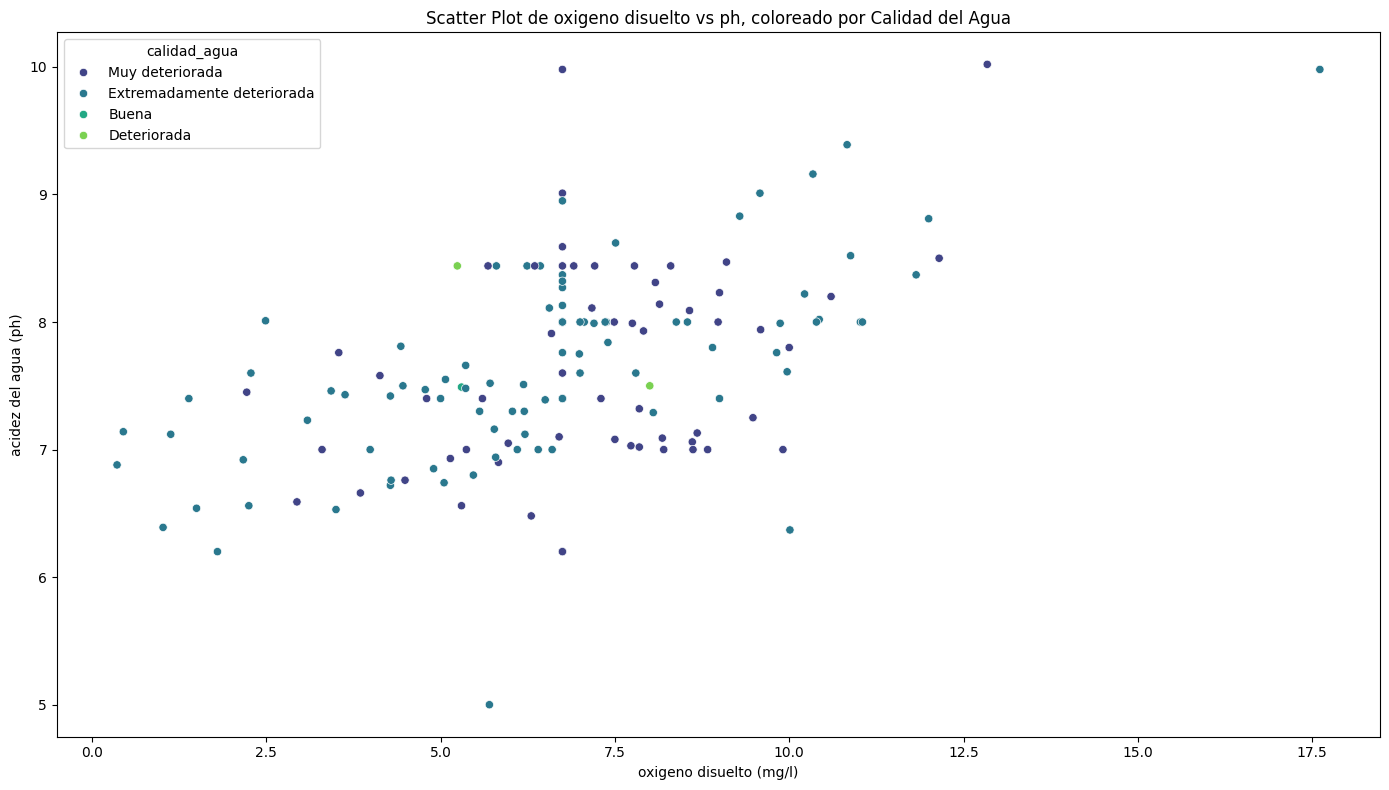 Scatter Plot de oxigeno disuelto vs ph, coloreado por Calidad del Agua
calidad_agua
Muy deteriorada
Extremadamente deteriorada
Buena
Deteriorada
10
9
8
7
6
5
acidez del agua (ph)
0.0 2.5 5.0 7.5 10.0 12.5 15.0 17.5
oxigeno disuelto (mg/l)